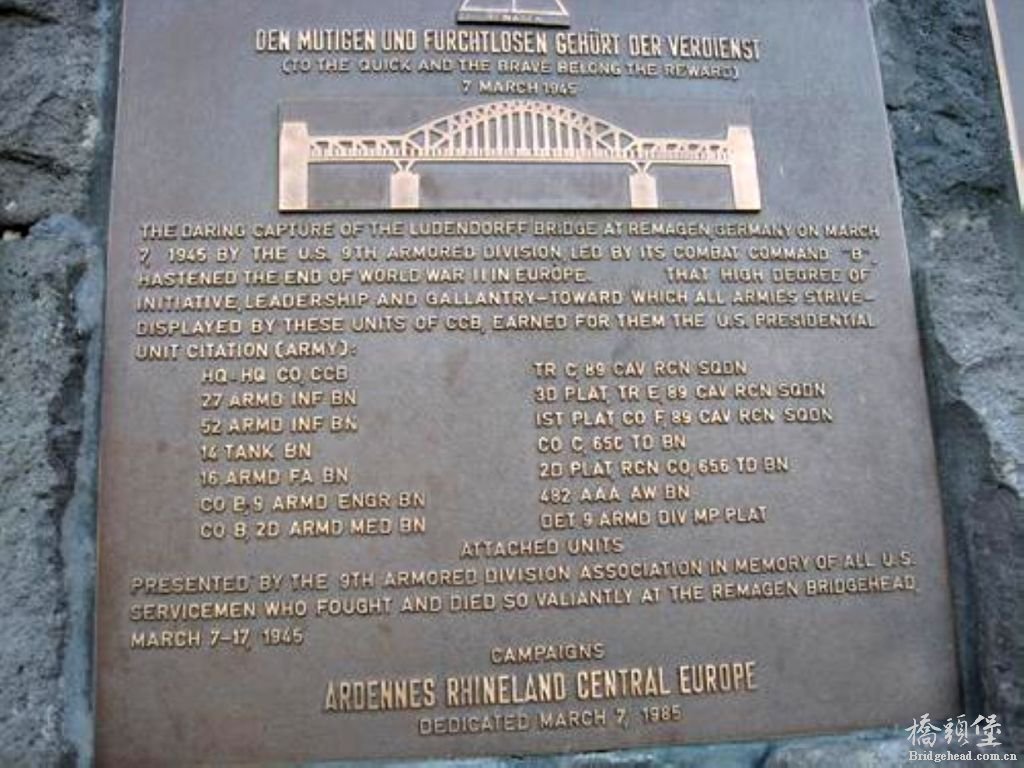 REMAGEN
DEN MUTIGEN UND FURCHTLOSEN GEHÖRT DER VERDIENST
(TO THE QUICK AND THE BRAVE BELONG THE REWARD)
7 MARCH 1945
THE DARING CAPTURE OF THE LUDENDORFF BRIDGE AT REMAGEN, GERMANY ON MARCH
7, 1945 BY THE U.S. 9TH ARMORED DIVISION, LED BY ITS COMBAT COMMAND "B",
HASTENED THE END OF WORLD WAR II IN EUROPE. THAT HIGH DEGREE OF
INITIATIVE, LEADERSHIP AND GALLANTRY—TOWARD WHICH ALL ARMIES STRIVE—
DISPLAYED BY THESE UNITS OF CCB, EARNED FOR THEM THE U.S. PRESIDENTIAL
UNIT CITATION (ARMY):
HQ-HQ CO, CCB
27 ARMD INF BN
52 ARMD INF BN
14 TANK BN
16 ARMD FA BN
CO B, 9 ARMD ENGR BN
CO B, 2D ARMD MED BN
TR C, 89 CAV RCN SQDN
3D PLAT, TR E, 89 CAV RCN SQDN
1ST PLAT, CO F, 89 CAV RCN SQDN
CO C, 656 TD BN
2D PLAT, RCN CO, 656 TD BN
482 AAA AW BN
DET 9 ARMD DIV MP PLAT
ATTACHED UNITS
PRESENTED BY THE 9TH ARMORED DIVISION ASSOCIATION IN MEMORY OF ALL U.S.
SERVICEMEN WHO FOUGHT AND DIED SO VALIANTLY AT THE REMAGEN BRIDGEHEAD,
MARCH 7-17, 1945
CAMPAIGNS
ARDENNES RHINELAND CENTRAL EUROPE
DEDICATED MARCH 7, 1985
橋頭堡
Bridgehead.com.cn